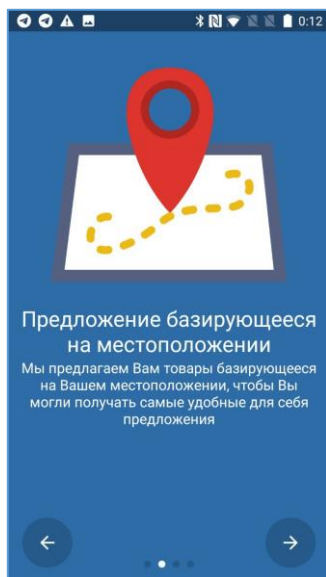 0:12
Предложение базирующееся
на местоположении
Мы предлагаем Вам товары базирующееся
на Вашем местоположении, чтобы Вы
могли получать самые удобные для себя
предложения